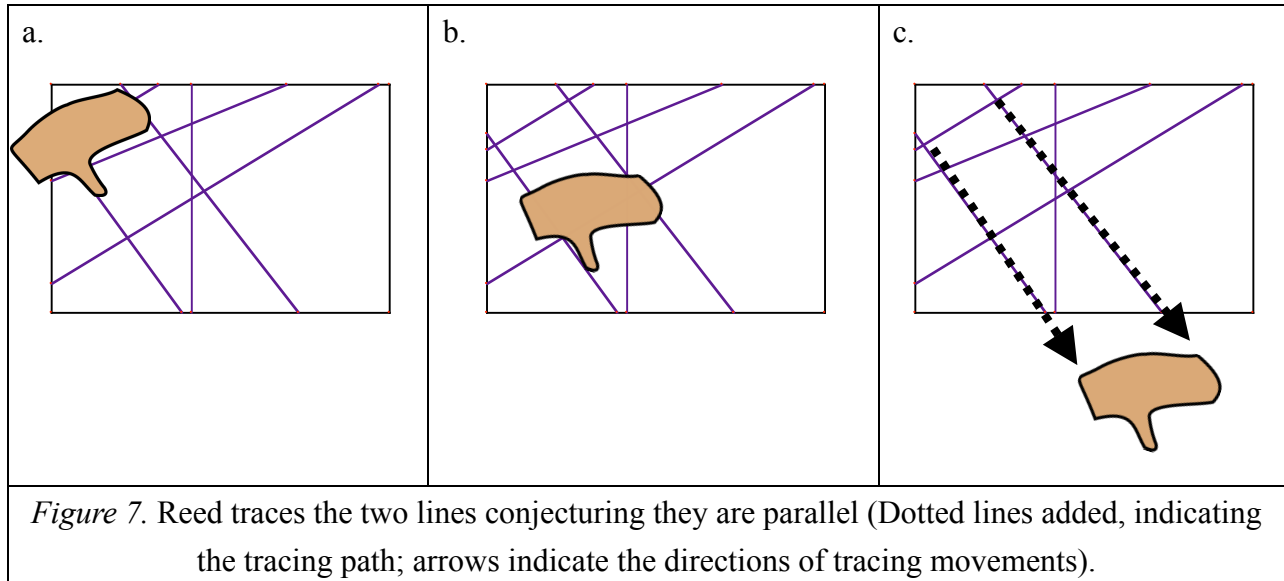 a.
b.
c.
Figure 7. Reed traces the two lines conjecturing they are parallel (Dotted lines added, indicating
the tracing path; arrows indicate the directions of tracing movements).